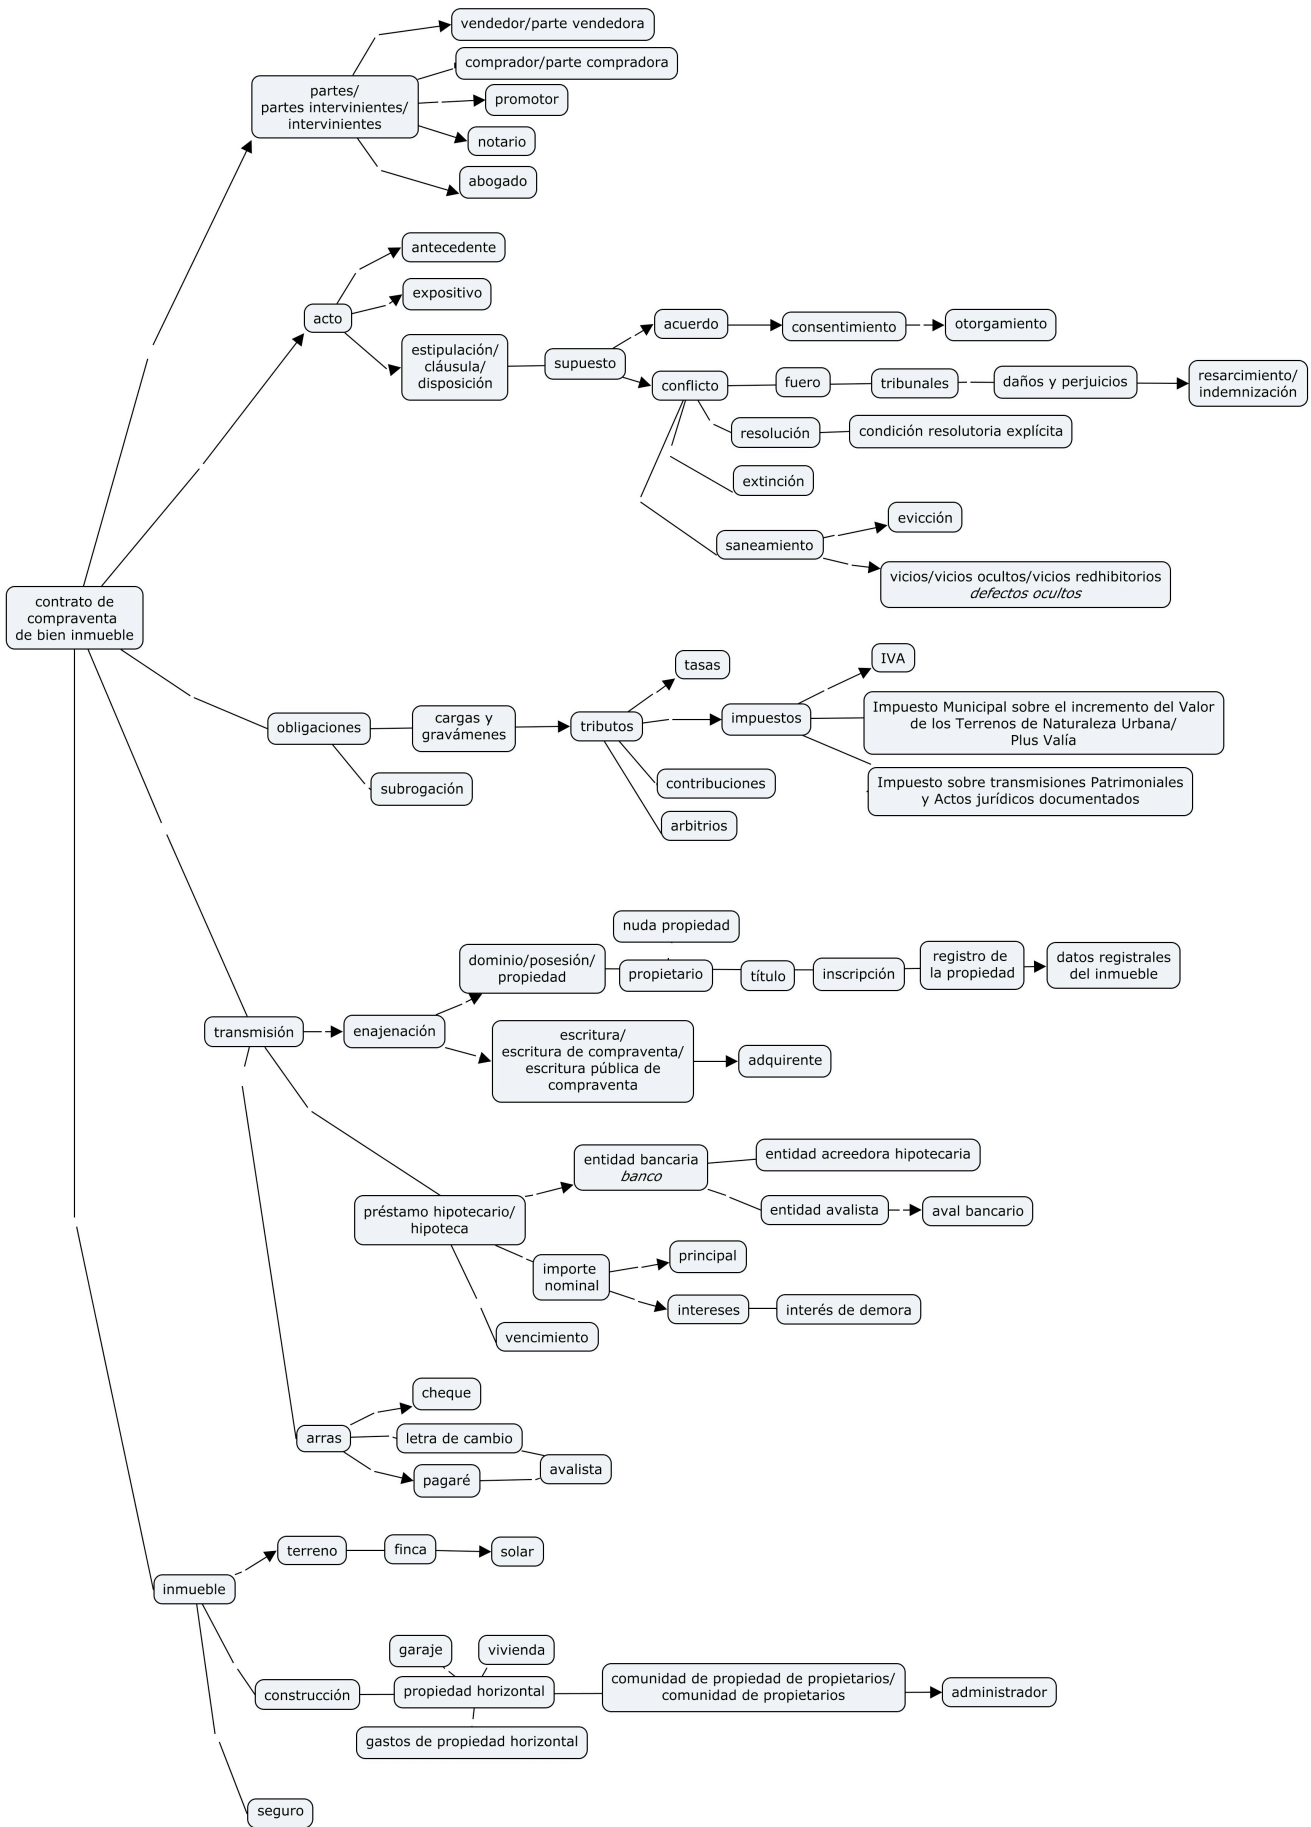 vendedor/parte vendedora
comprador/parte compradora
partes/
partes intervinientes/
intervinientes
promotor
notario
abogado
antecedente
expositivo
acto
estipulación/
cláusula/
disposición
supuesto
acuerdo
consentimiento
otorgamiento
conflicto
fuero
tribunales
daños y perjuicios
resarcimiento/
indemnización
resolución
condición resolutoria explícita
extinción
saneamiento
evicción
vicios/vicios ocultos/vicios redhibitorios
defectos ocultos
contrato de
compraventa
de bien inmueble
obligaciones
cargas y
gravámenes
tributos
tasas
impuestos
IVA
Impuesto Municipal sobre el incremento del Valor
de los Terrenos de Naturaleza Urbana/
Plus Valía
Impuesto sobre transmisiones Patrimoniales
y Actos jurídicos documentados
contribuciones
arbitrios
subrogación
nuda propiedad
dominio/posesión/
propiedad
propietario
título
inscripción
registro de
la propiedad
datos registrales
del inmueble
transmisión
enajenación
escritura/
escritura de compraventa/
escritura pública de
compraventa
adquirente
entidad bancaria
banco
entidad acreedora hipotecaria
entidad avalista
aval bancario
préstamo hipotecario/
hipoteca
importe
nominal
principal
intereses
interés de demora
vencimiento
cheque
arras
letra de cambio
avalista
pagaré
terreno
finca
solar
inmueble
garaje
vivienda
construcción
propiedad horizontal
comunidad de propiedad de propietarios/
comunidad de propietarios
administrador
gastos de propiedad horizontal
seguro